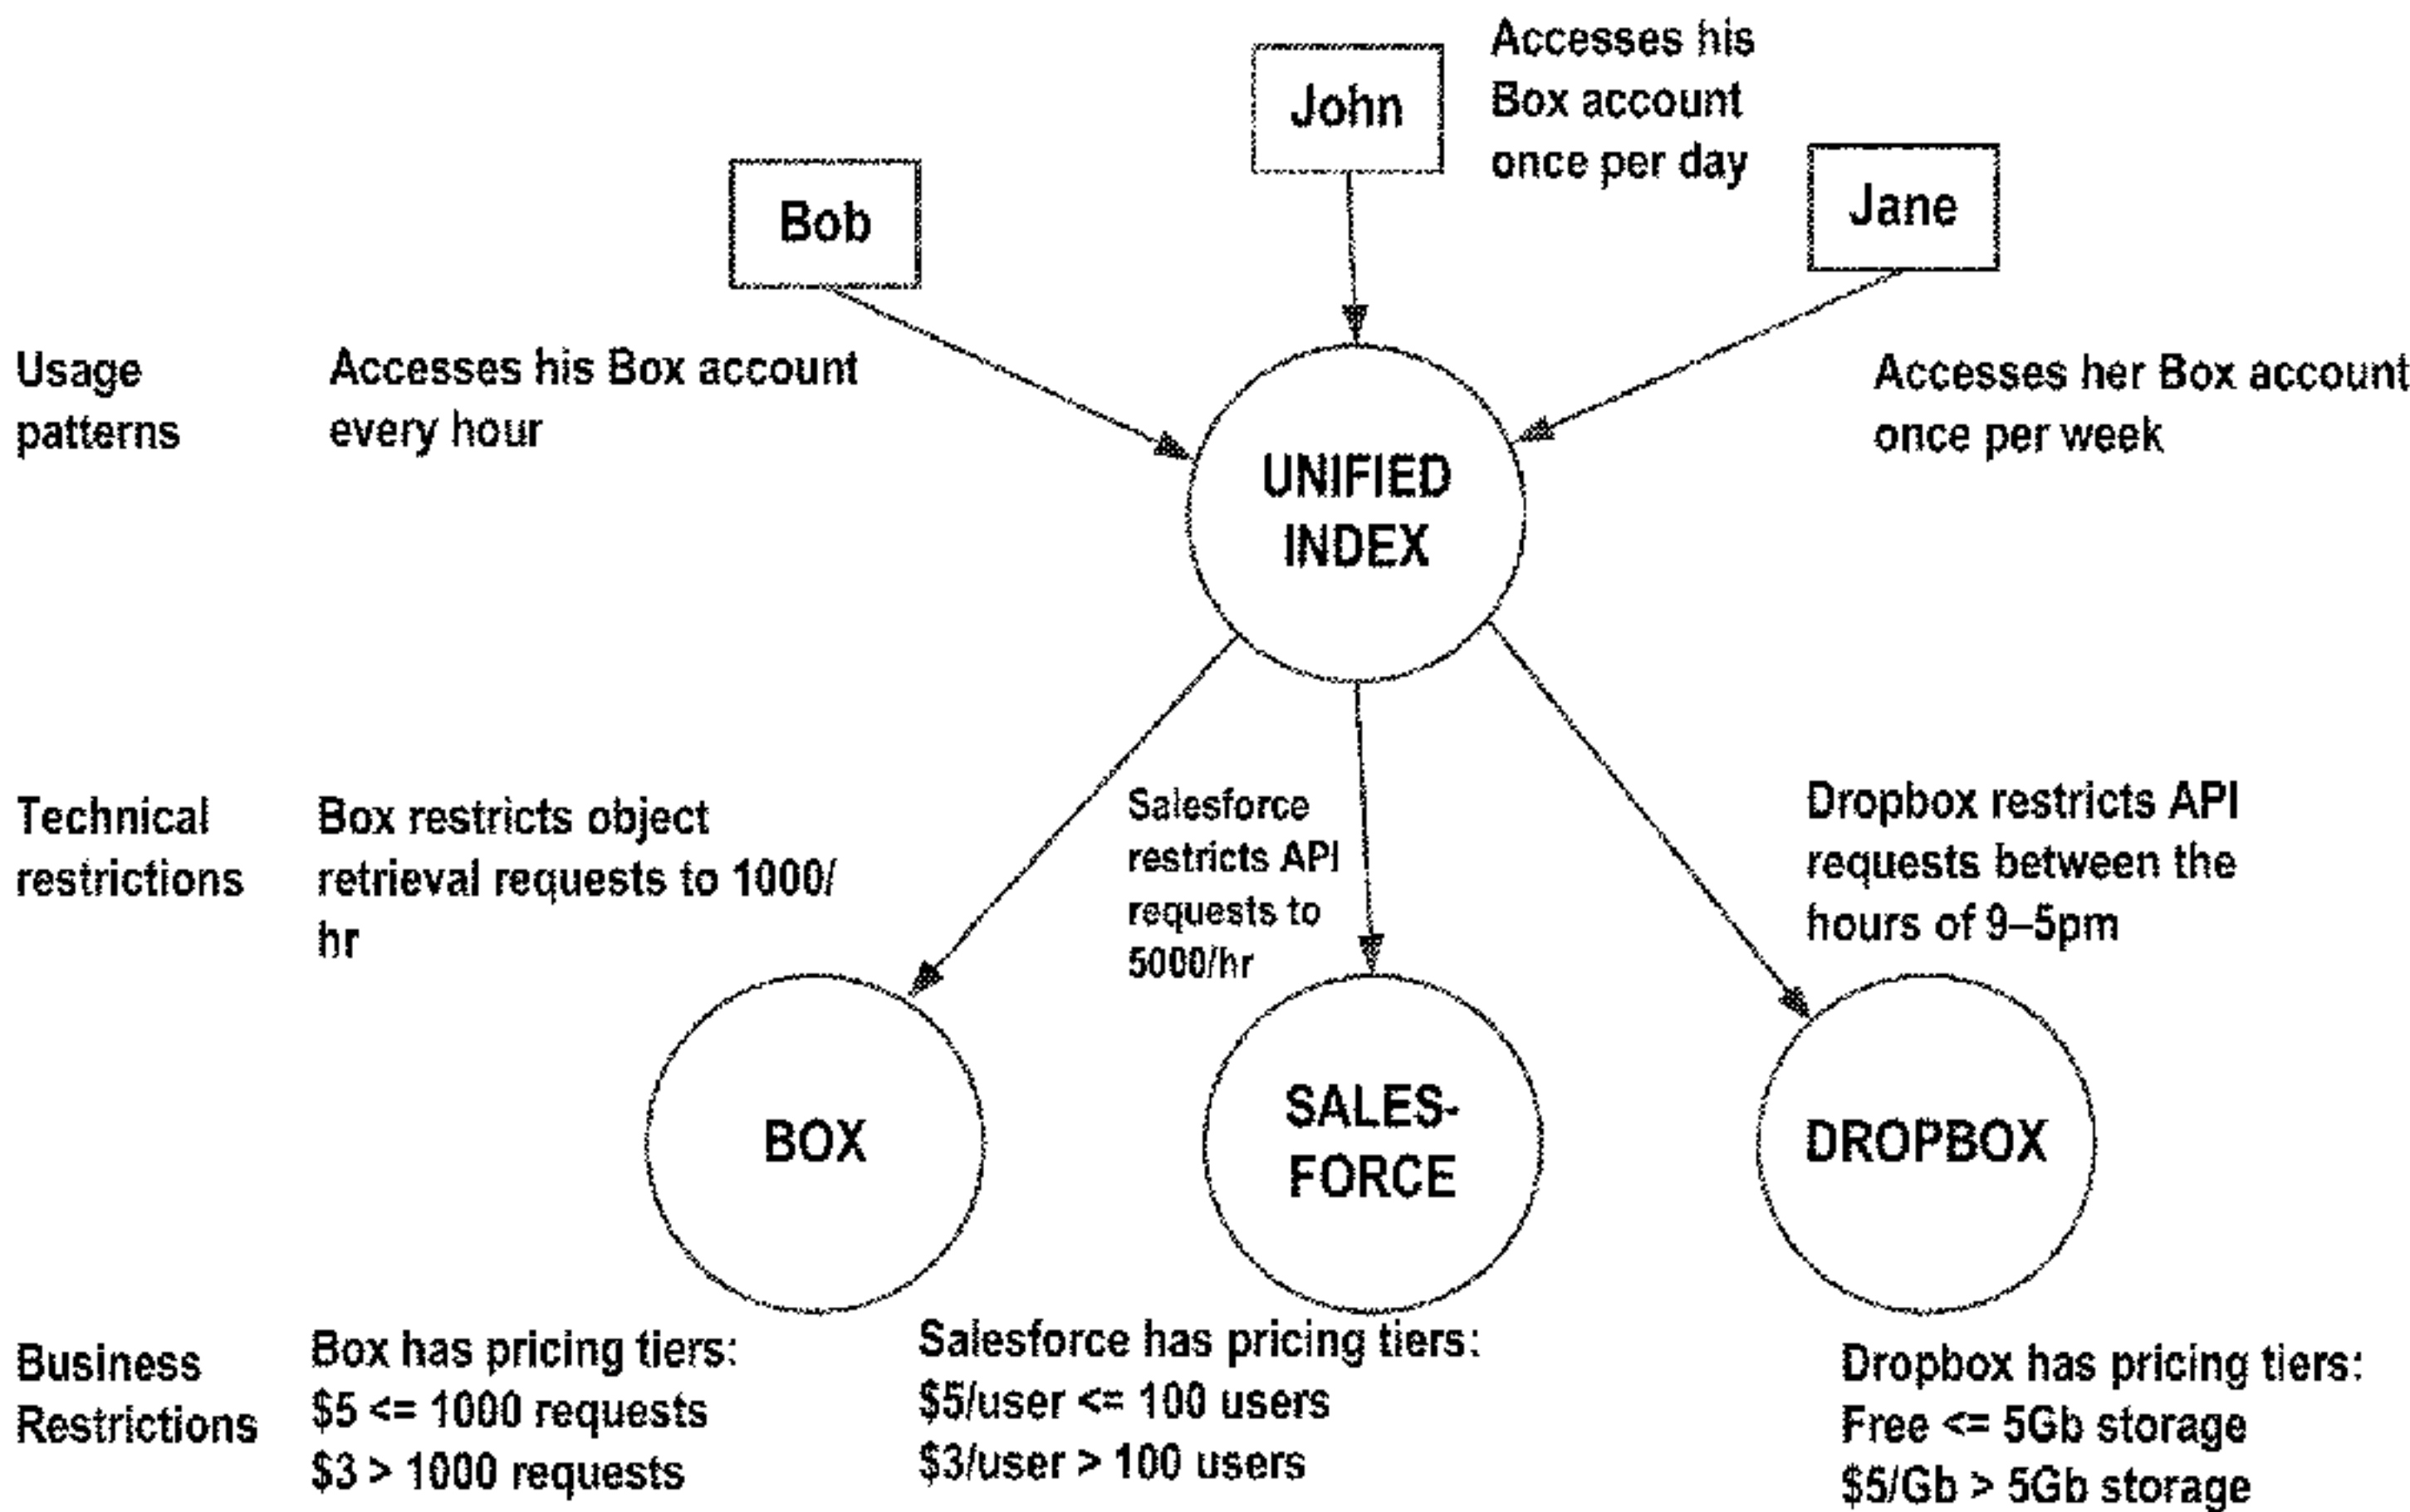 John
Accesses his
Box account
once per day
Bob
Jane
Usage
patterns
Accesses his Box account
every hour
UNIFIED
INDEX
Accesses her Box account
once per week
Technical
restrictions
Box restricts object
retrieval requests to 1000/
hr
Salesforce
restricts API
requests to
5000/hr
Dropbox restricts API
requests between the
hours of 9–5pm
BOX
SALES-
FORCE
DROPBOX
Business
Restrictions
Box has pricing tiers:
$5 <= 1000 requests
$3 > 1000 requests
Salesforce has pricing tiers:
$5/user <= 100 users
$3/user > 100 users
Dropbox has pricing tiers:
Free <= 5Gb storage
$5/Gb > 5Gb storage